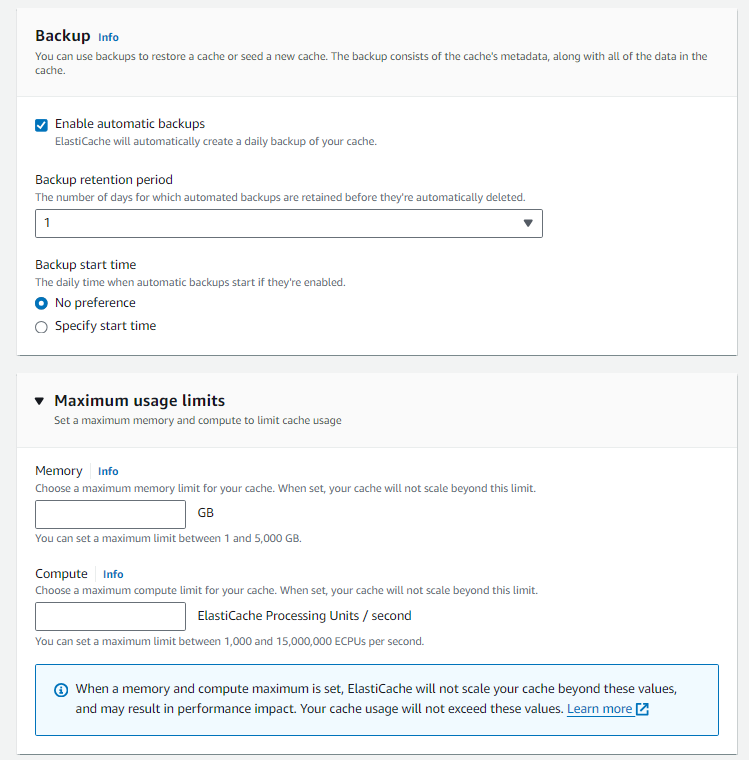 Backup Info
You can use backups to restore a cache or seed a new cache. The backup consists of the cache's metadata, along with all of the data in the
cache.
Enable automatic backups
ElastiCache will automatically create a daily backup of your cache.
Backup retention period
The number of days for which automated backups are retained before they're automatically deleted.
1
Backup start time
The daily time when automatic backups start if they're enabled.
No preference
Specify start time
Maximum usage limits
Set a maximum memory and compute to limit cache usage
Memory Info
Choose a maximum memory limit for your cache. When set, your cache will not scale beyond this limit.
GB
You can set a maximum limit between 1 and 5,000 GB.
Compute Info
Choose a maximum compute limit for your cache. When set, your cache will not scale beyond this limit.
ElastiCache Processing Units / second
You can set a maximum limit between 1,000 and 15,000,000 ECPUs per second.
When a memory and compute maximum is set, ElastiCache will not scale your cache beyond these values,
and may result in performance impact. Your cache usage will not exceed these values. Learn more